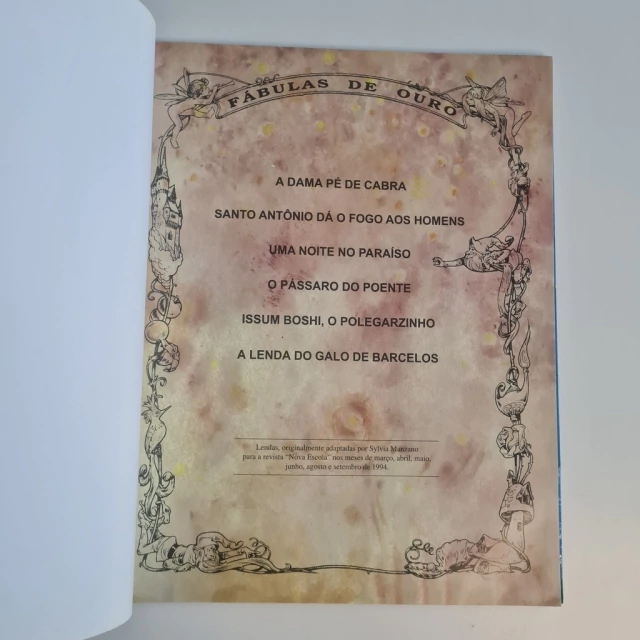 FÁBULAS DE OURO
A DAMA PÉ DE CABRA
SANTO ANTÔNIO DÁ O FOGO AOS HOMENS
UMA NOITE NO PARAÍSO
O PÁSSARO DO POENTE
ISSUM BOSHI, O POLEGARZINHO
A LENDA DO GALO DE BARCELOS
Lendas, originalmente adaptadas por Sylvia Manzano
para a revista "Nova Escola" nos meses de março, abril, maio,
junho, agosto e setembro de 1994.